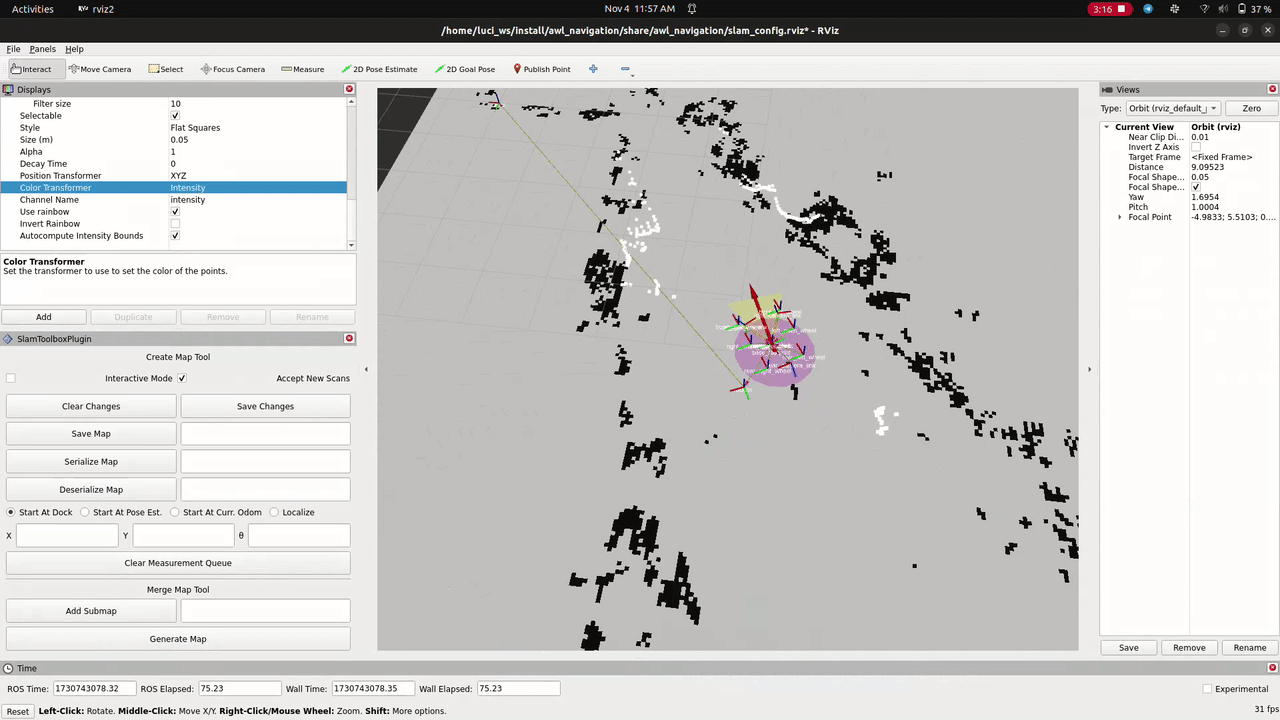 Activities
rviz2
Nov 4 11:57 AM
3:16
37 %
/home/luci_ws/install/awl_navigation/share/awl_navigation/slam_config.rviz* - RViz
File Panels Help
Interact Move Camera Select Focus Camera Measure 2D Pose Estimate 2D Goal Pose Publish Point
Displays
Filter size 10
Selectable
Style Flat Squares
Size (m) 0.05
Alpha 1
Decay Time 0
Position Transformer XYZ
Color Transformer Intensity
Channel Name intensity
Use rainbow
Invert Rainbow
Autocompute Intensity Bounds
Color Transformer
Set the transformer to use to set the color of the points.
Add Duplicate Remove Rename
SlamToolboxPlugin
Create Map Tool
Interactive Mode Accept New Scans
Clear Changes Save Changes
Save Map
Serialize Map
Deserialize Map
Start At Dock Start At Pose Est. Start At Curr. Odom Localize
X Y θ
Clear Measurement Queue
Merge Map Tool
Add Submap
Generate Map
Views
Type: Orbit (rviz_default_ Zero
Current View Orbit (rviz)
Near Clip Di... 0.01
Invert Z Axis
Target Frame <Fixed Frame>
Distance 9.09523
Focal Shape... 0.05
Focal Shape...
Yaw 1.6954
Pitch 1.0004
Focal Point -4.9833; 5.5103; 0....
Save Remove Rename
Time
ROS Time: 1730743078.32 ROS Elapsed: 75.23 Wall Time: 1730743078.35 Wall Elapsed: 75.23 Experimental
Reset Left-Click: Rotate. Middle-Click: Move X/Y. Right-Click/Mouse Wheel: Zoom. Shift: More options. 31 fps